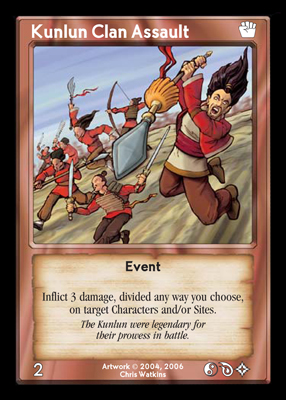 Kunlun Clan Assault
Event
Inflict 3 damage, divided any way you choose,
on target Characters and/or Sites.
The Kunlun were legendary for
their prowess in battle.
2
Artwork © 2004, 2006
Chris Watkins